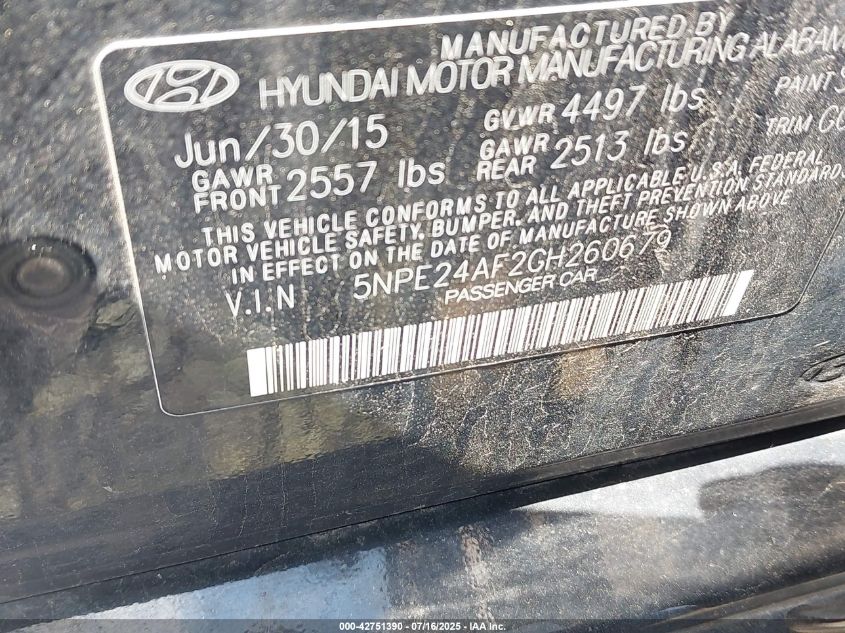 MANUFACTURED BY
HYUNDAI MOTOR MANUFACTURING ALABAM
Jun/30/15 GVWR 4497 lbs PAINT S
GAWR FRONT 2557 lbs GAWR REAR 2513 lbs TRIM
THIS VEHICLE CONFORMS TO ALL APPLICABLE U.S.A. FEDERAL
MOTOR VEHICLE SAFETY, BUMPER, AND THEFT PREVENTION STANDARDS
IN EFFECT ON THE DATE OF MANUFACTURE SHOWN ABOVE
V.I.N 5NPE24AF2GH260679
PASSENGER CAR
000-42751390 - 07/16/2025 - IAA Inc.